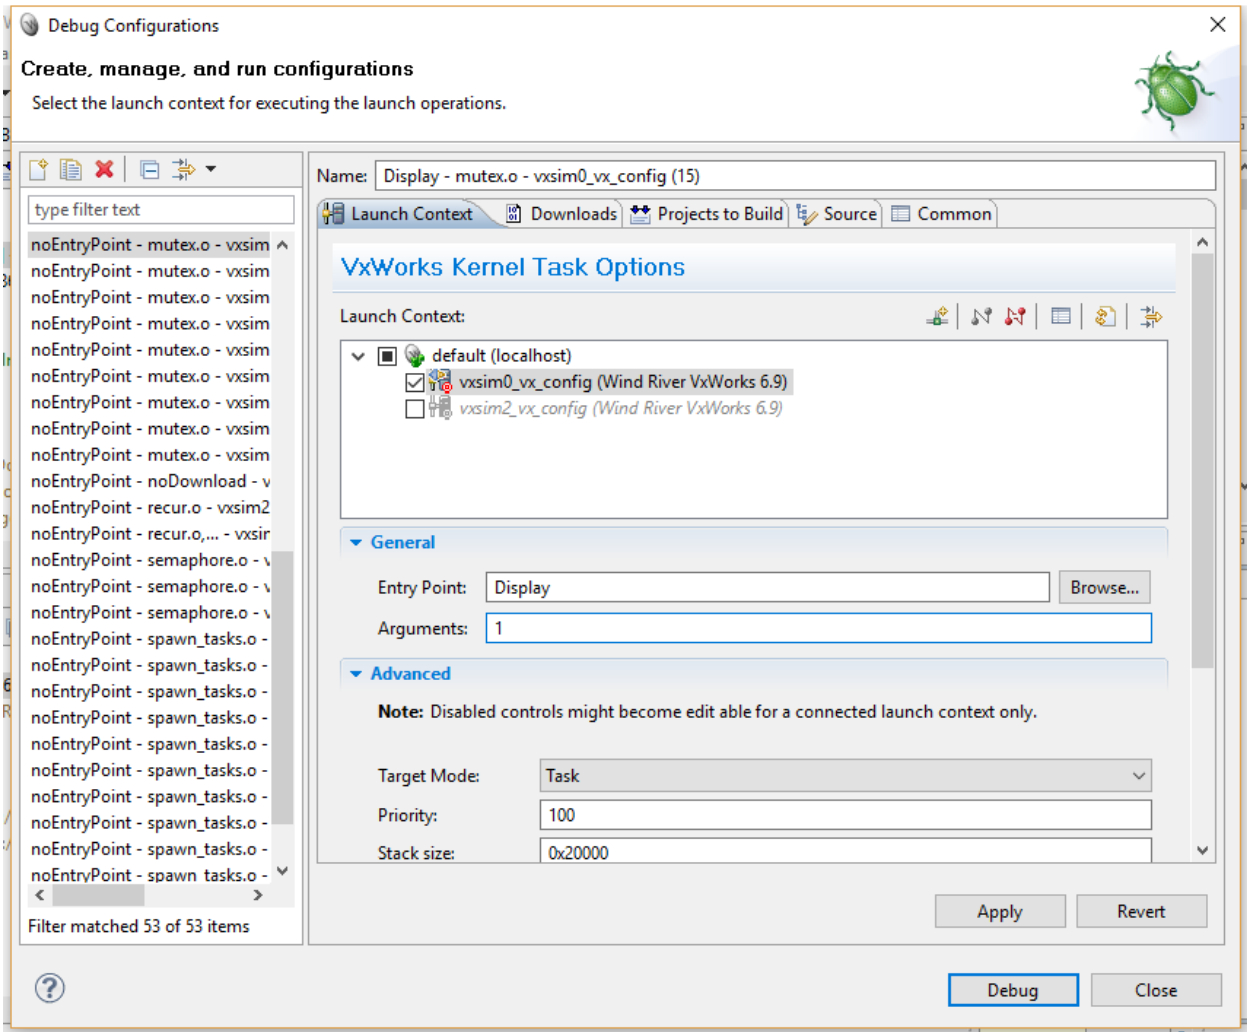 Debug Configurations
Create, manage, and run configurations
Select the launch context for executing the launch operations.
Name: Display - mutex.o - vxsim0_vx_config (15)
type filter text
Launch Context Downloads Projects to Build Source Common
noEntryPoint - mutex.o - vxsim
noEntryPoint - mutex.o - vxsim
noEntryPoint - mutex.o - vxsim
noEntryPoint - mutex.o - vxsim
noEntryPoint - mutex.o - vxsim
noEntryPoint - mutex.o - vxsim
noEntryPoint - mutex.o - vxsim
noEntryPoint - mutex.o - vxsim
noEntryPoint - mutex.o - vxsim
noEntryPoint - noDownload - v
noEntryPoint - recur.o - vxsim2
noEntryPoint - recur.o,... - vxsir
noEntryPoint - semaphore.o - v
noEntryPoint - semaphore.o - v
noEntryPoint - semaphore.o - v
noEntryPoint - spawn_tasks.o -
noEntryPoint - spawn_tasks.o -
noEntryPoint - spawn_tasks.o -
noEntryPoint - spawn_tasks.o -
noEntryPoint - spawn_tasks.o -
noEntryPoint - spawn_tasks.o -
noEntryPoint - spawn_tasks.o -
noEntryPoint - spawn_tasks.o -
noEntryPoint - spawn_tasks.o -
noEntryPoint - spawn_tasks.o -
Filter matched 53 of 53 items
VxWorks Kernel Task Options
Launch Context:
default (localhost)
vxsim0_vx_config (Wind River VxWorks 6.9)
vxsim2_vx_config (Wind River VxWorks 6.9)
General
Entry Point: Display Browse...
Arguments: 1
Advanced
Note: Disabled controls might become edit able for a connected launch context only.
Target Mode: Task
Priority: 100
Stack size: 0x20000
Apply Revert
Debug Close